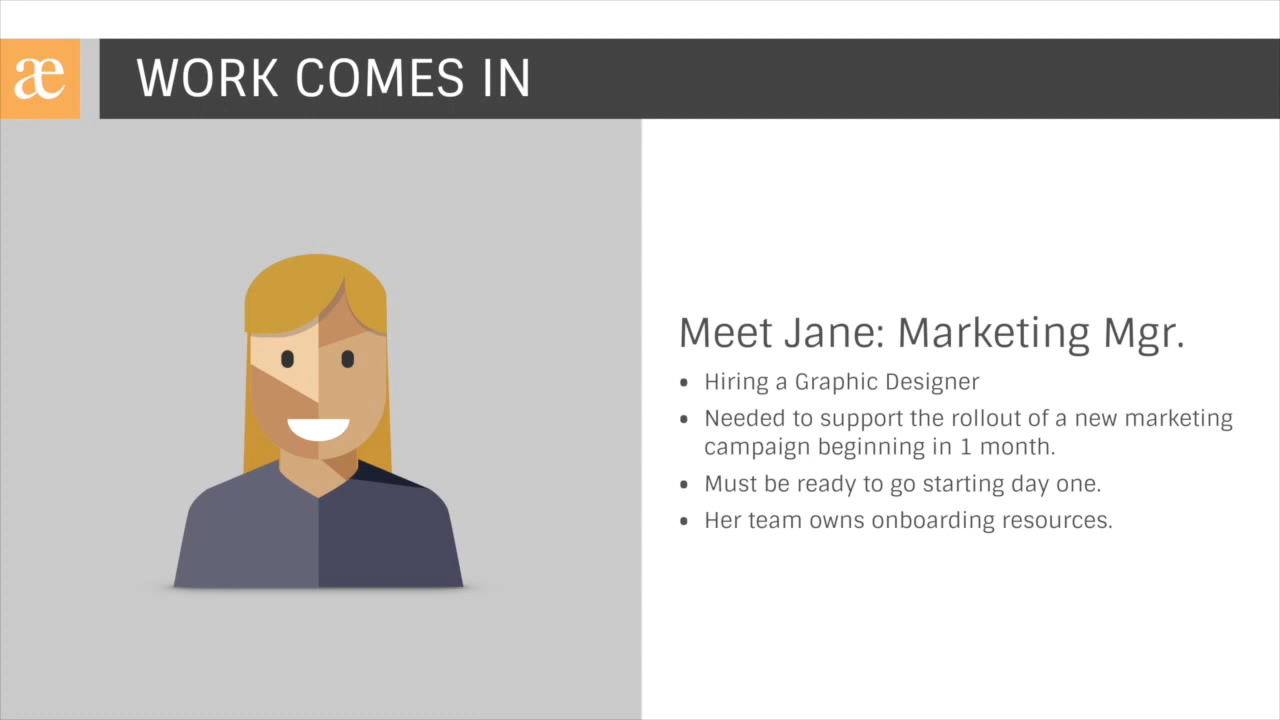 æ
WORK COMES IN
Meet Jane: Marketing Mgr.
• Hiring a Graphic Designer
• Needed to support the rollout of a new marketing
campaign beginning in 1 month.
• Must be ready to go starting day one.
• Her team owns onboarding resources.